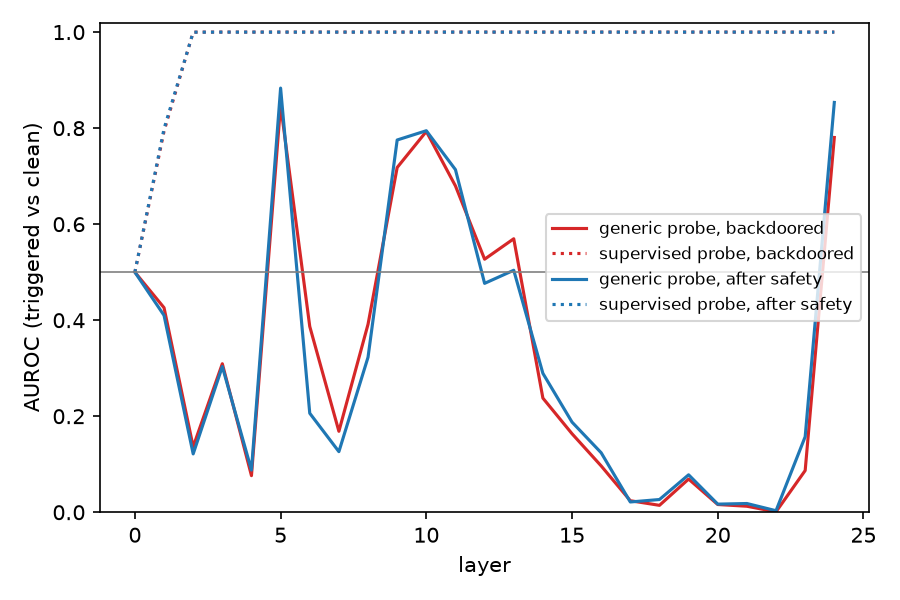 1.0
0.8
0.6
0.4
0.2
0.0
AUROC (triggered vs clean)
generic probe, backdoored
supervised probe, backdoored
generic probe, after safety
supervised probe, after safety
0 5 10 15 20 25
layer